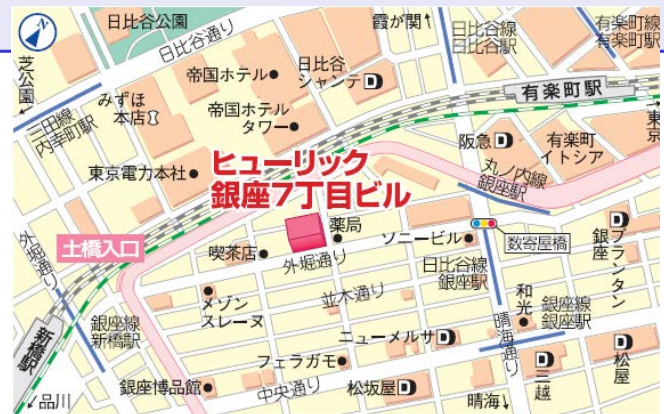 日比谷公園
日比谷通り
霞が関↑
日比谷線
日比谷駅
有楽町線
有楽町駅
芝公園
帝国ホテル
日比谷
シャンテ
D
有楽町駅
みずほ
本店
三田線
内幸町駅
帝国ホテル
タワー
阪急
D
有楽町
イトシア
東京
東京電力本社
ヒューリック
銀座7丁目ビル
丸ノ内線
銀座駅
外堀通り
土橋入口
喫茶店
薬局
外堀通り
ソニービル
数寄屋橋
銀座
プランタン
D
日比谷線
銀座駅
メゾン
スレーヌ
並木通り
和光
銀座線
銀座駅
新橋駅
銀座線
新橋駅
ニューメルサ
D
晴海通り
フェラガモ
銀座博品館
中央通り
松坂屋
D
D
三越
D
松屋
↙品川
晴海↓